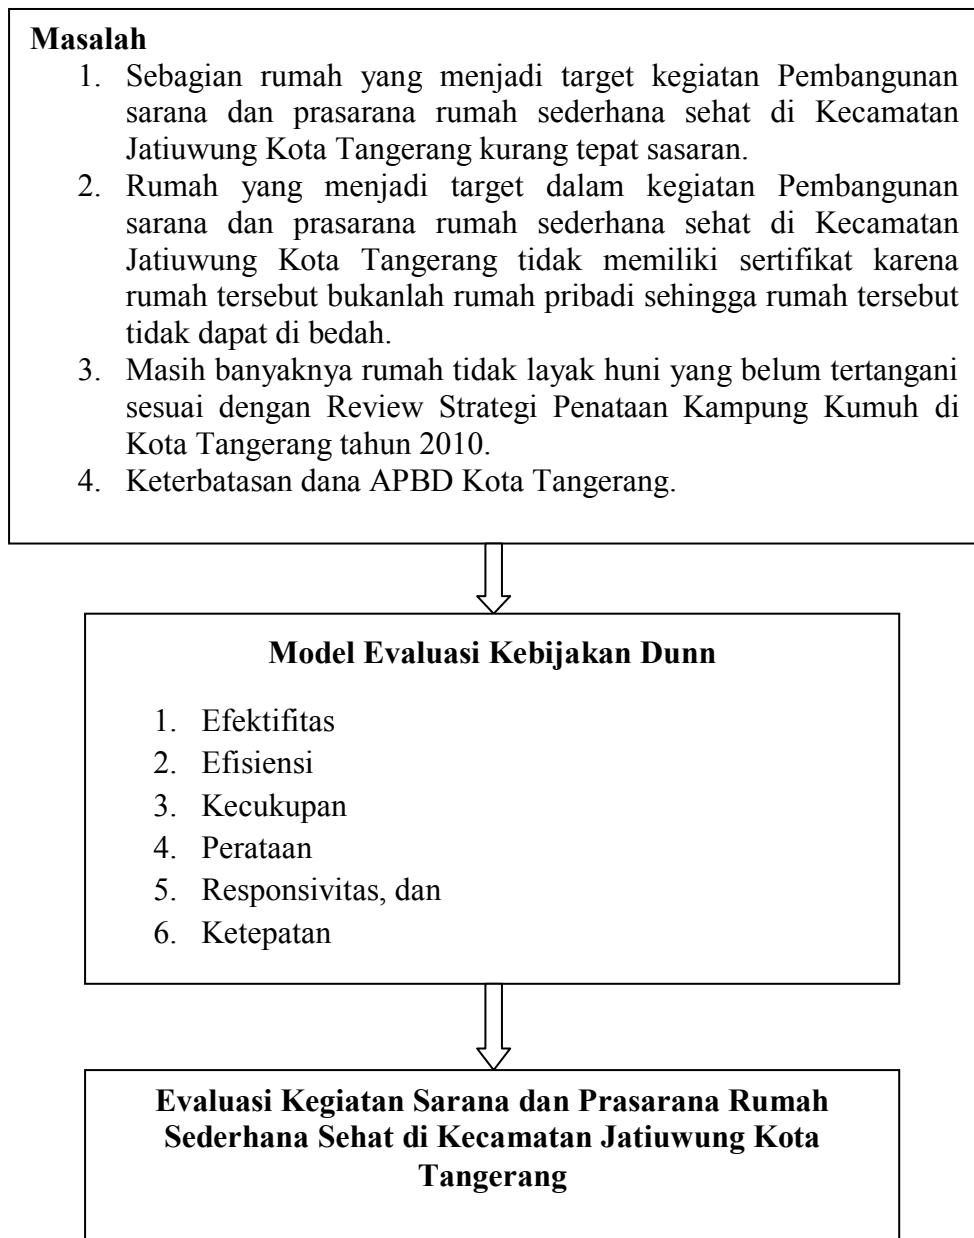 Masalah
1. Sebagian rumah yang menjadi target kegiatan Pembangunan
sarana dan prasarana rumah sederhana sehat di Kecamatan
Jatiuwung Kota Tangerang kurang tepat sasaran.
2. Rumah yang menjadi target dalam kegiatan Pembangunan
sarana dan prasarana rumah sederhana sehat di Kecamatan
Jatiuwung Kota Tangerang tidak memiliki sertifikat karena
rumah tersebut bukanlah rumah pribadi sehingga rumah tersebut
tidak dapat di bedah.
3. Masih banyaknya rumah tidak layak huni yang belum tertangani
sesuai dengan Review Strategi Penataan Kampung Kumuh di
Kota Tangerang tahun 2010.
4. Keterbatasan dana APBD Kota Tangerang.
Model Evaluasi Kebijakan Dunn
1. Efektifitas
2. Efisiensi
3. Kecukupan
4. Perataan
5. Responsivitas, dan
6. Ketepatan
Evaluasi Kegiatan Sarana dan Prasarana Rumah
Sederhana Sehat di Kecamatan Jatiuwung Kota
Tangerang